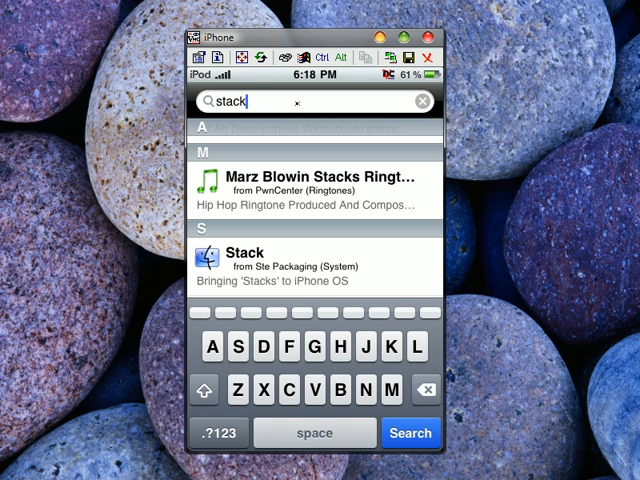 iPhone
Ctrl Alt
iPod 6:18 PM 61%
stack
A
M
Marz Blowin Stacks Ringt...
from PwnCenter (Ringtones)
Hip Hop Ringtone Produced And Compos...
S
Stack
from Ste Packaging (System)
Bringing 'Stacks' to iPhone OS
A S D F G H J K L
Z X C V B N M
.?123 space Search